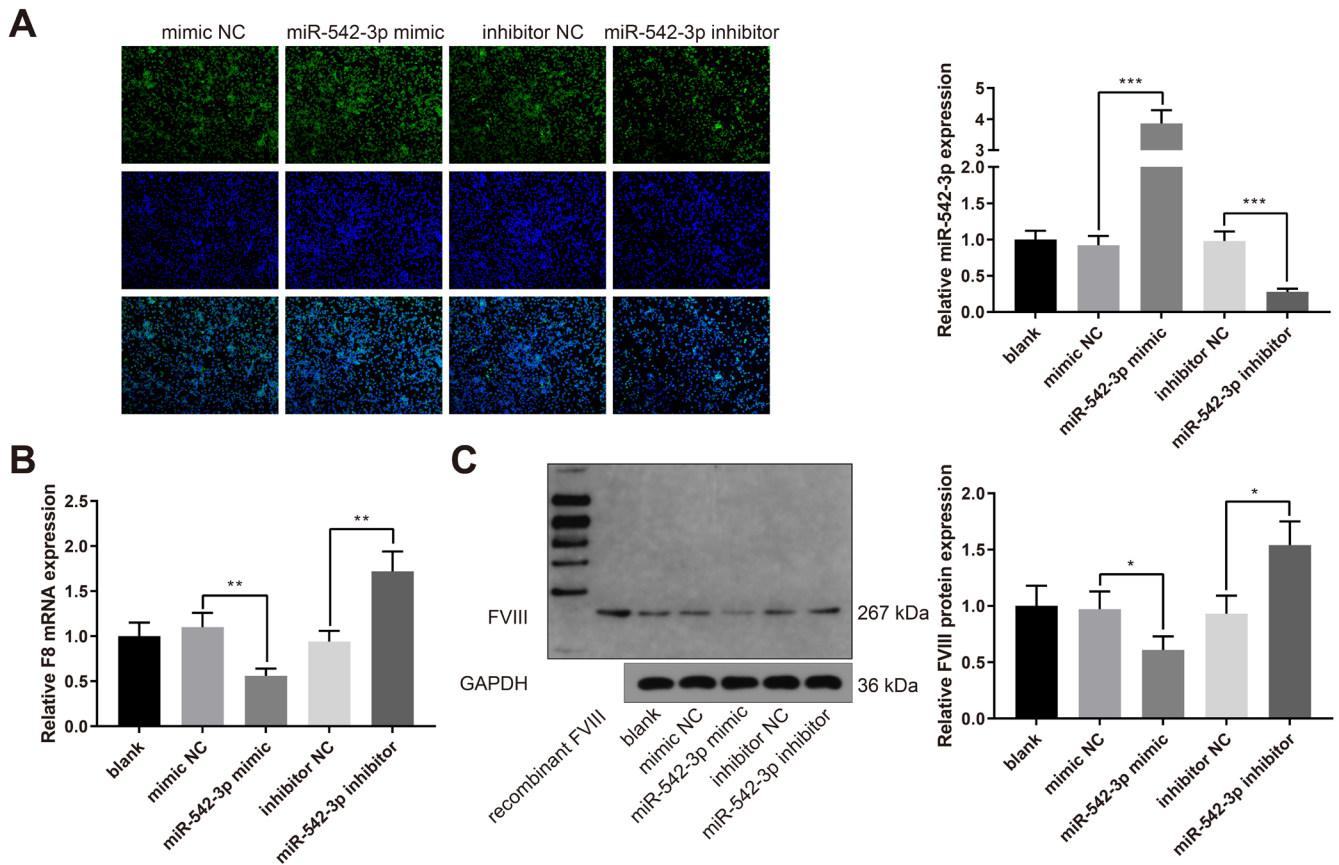 A
mimic NC
miR-542-3p mimic
inhibitor NC
miR-542-3p inhibitor
Relative miR-542-3p expression
5
4
3
2.0
1.5
1.0
0.5
0.0
***
***
blank
mimic NC
miR-542-3p mimic
inhibitor NC
miR-542-3p inhibitor
B
Relative F8 mRNA expression
2.5
2.0
1.5
1.0
0.5
0.0
**
**
blank
mimic NC
miR-542-3p mimic
inhibitor NC
miR-542-3p inhibitor
C
FVIII
267 kDa
GAPDH
36 kDa
recombinant FVIII
blank
mimic NC
miR-542-3p mimic
inhibitor NC
miR-542-3p inhibitor
Relative FVIII protein expression
2.0
1.5
1.0
0.5
0.0
*
*
blank
mimic NC
miR-542-3p mimic
inhibitor NC
miR-542-3p inhibitor